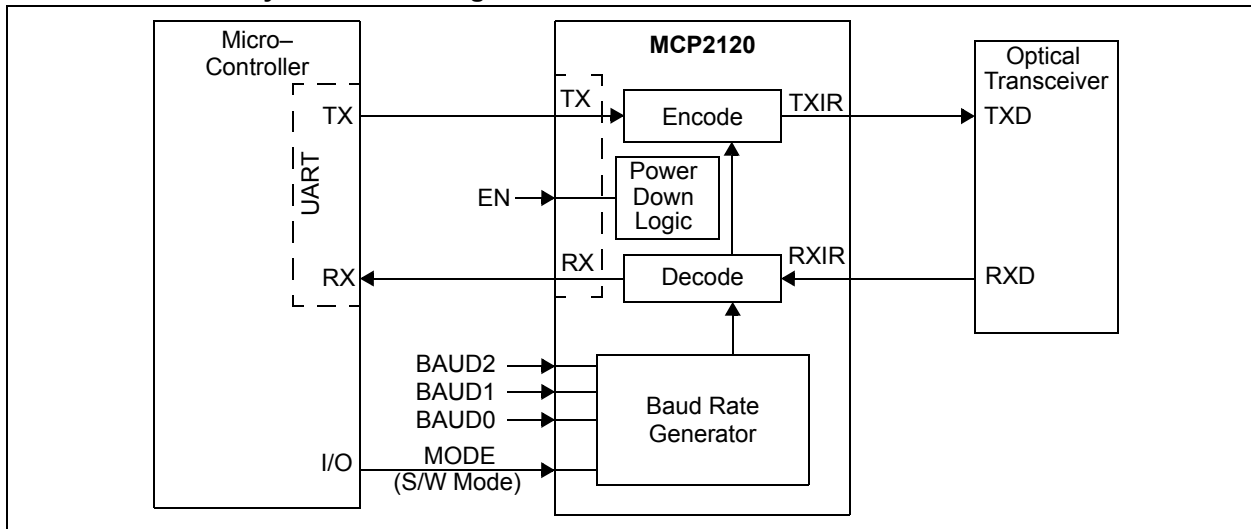 Micro–
Controller
UART
TX
RX
I/O
MCP2120
TX
Encode
TXIR
EN
Power
Down
Logic
RX
Decode
RXIR
BAUD2
BAUD1
BAUD0
MODE
(S/W Mode)
Baud Rate
Generator
Optical
Transceiver
TXD
RXD